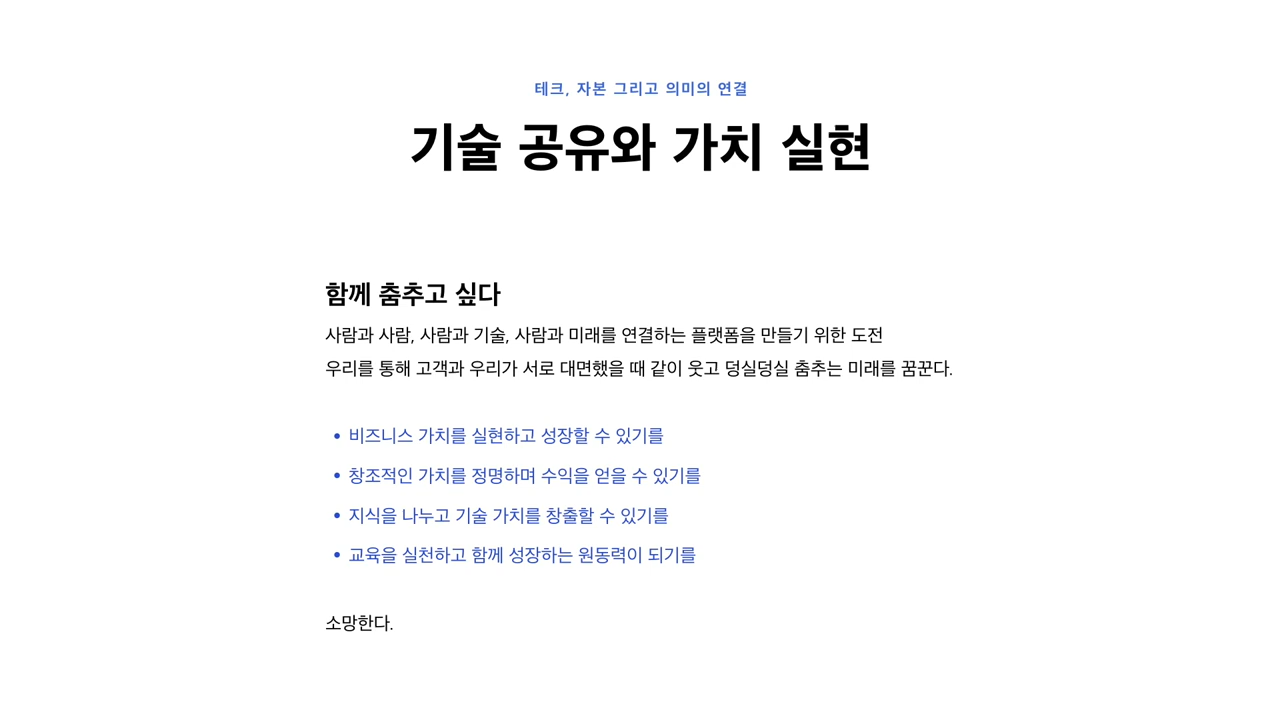 테크, 자본 그리고 의미의 연결
기술 공유와 가치 실현
함께 춤추고 싶다
사람과 사람, 사람과 기술, 사람과 미래를 연결하는 플랫폼을 만들기 위한 도전
우리를 통해 고객과 우리가 서로 대면했을 때 같이 웃고 덩실덩실 춤추는 미래를 꿈꾼다.
• 비즈니스 가치를 실현하고 성장할 수 있기를
• 창조적인 가치를 정명하며 수익을 얻을 수 있기를
• 지식을 나누고 기술 가치를 창출할 수 있기를
• 교육을 실천하고 함께 성장하는 원동력이 되기를
소망한다.